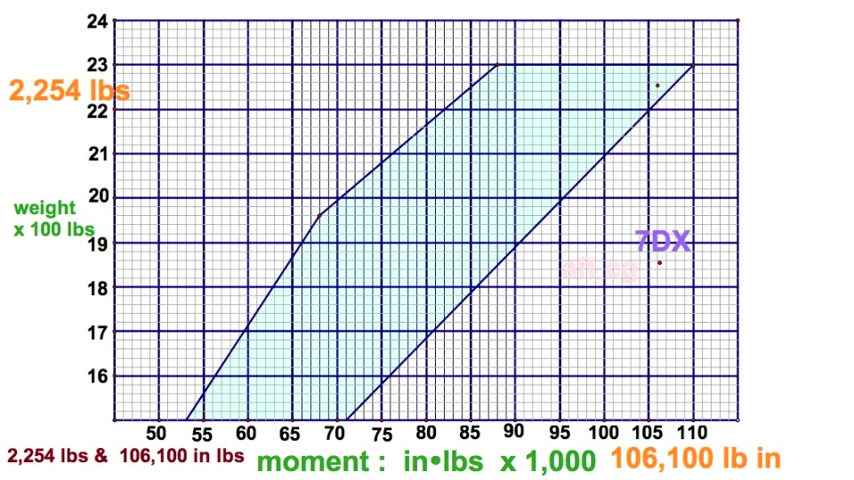 24
23
2,254 lbs
22
21
20
weight
x 100 lbs
19
7DX
aft cg
18
17
16
50 55 60 65 70 75 80 85 90 95 100 105 110
2,254 lbs & 106,100 in lbs
moment : in•lbs x 1,000
106,100 lb in